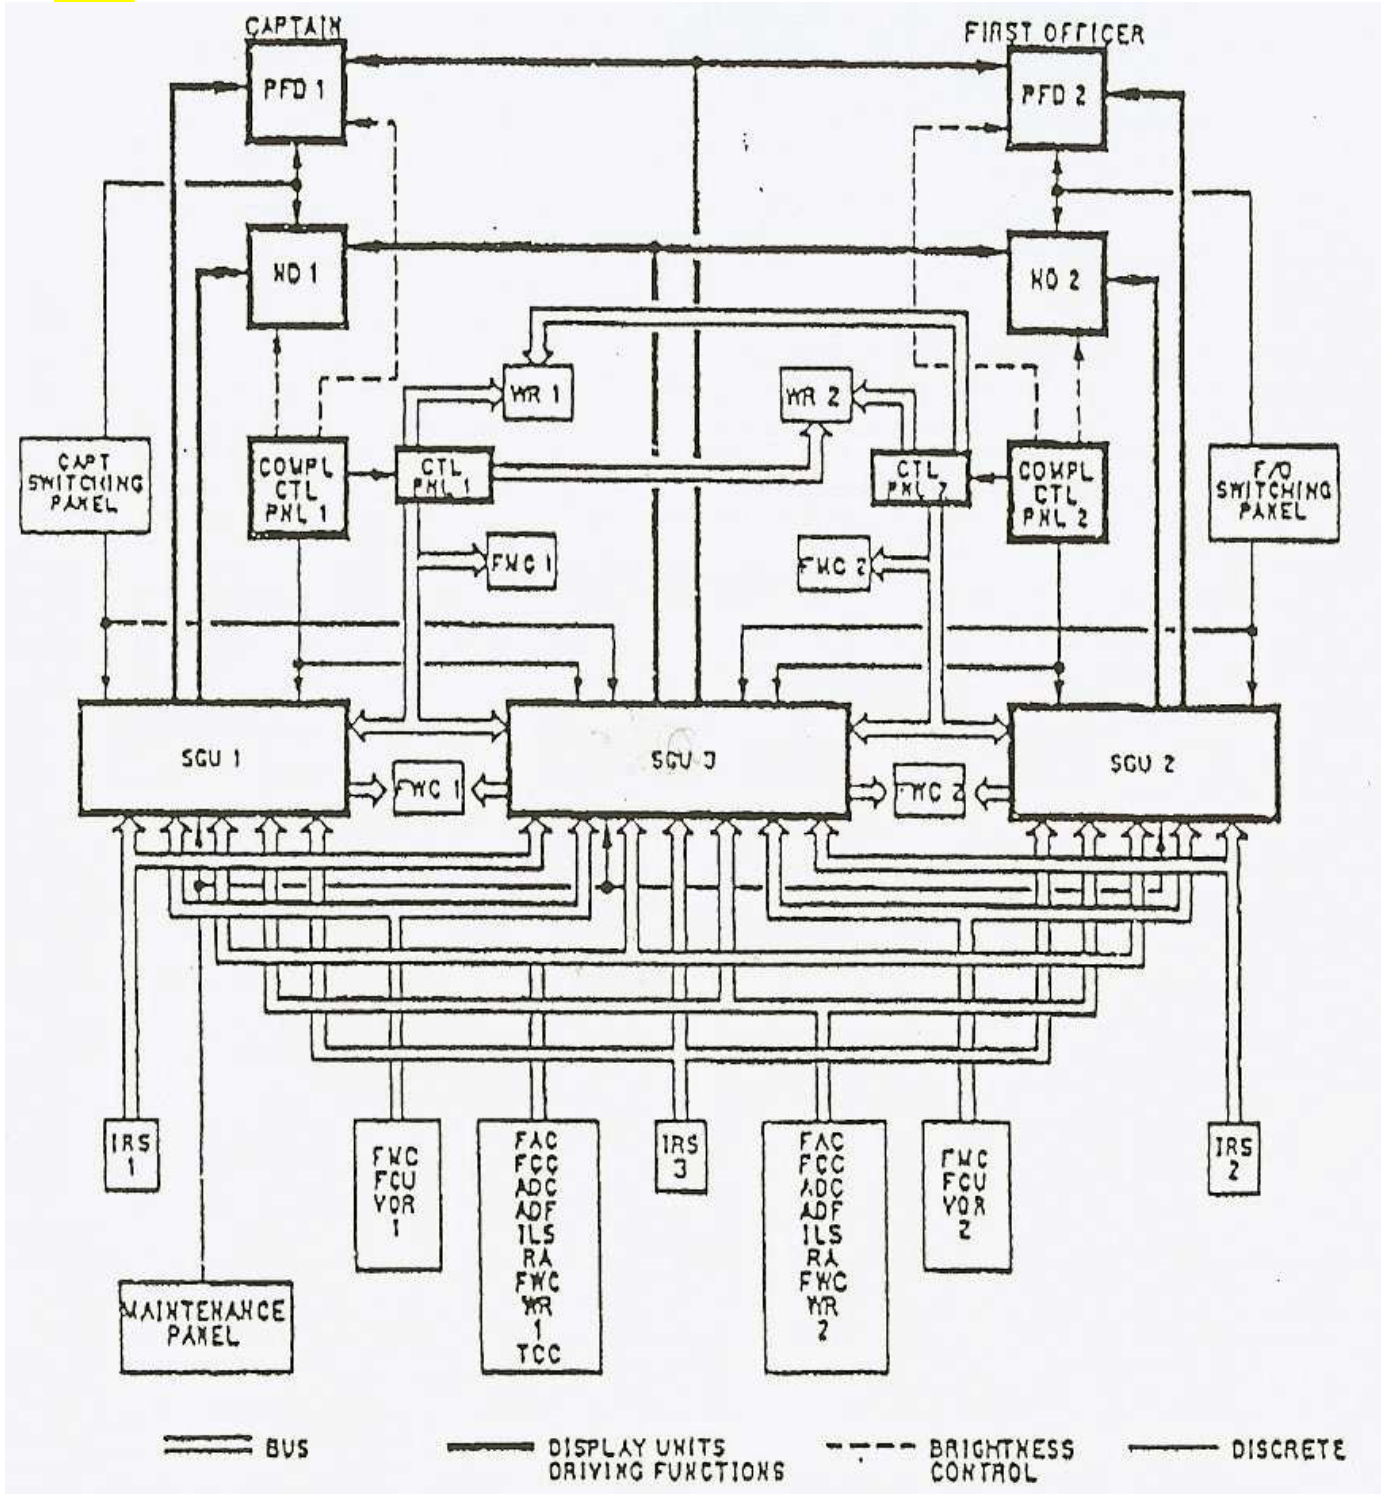 CAPTAIN
FIRST OFFICER
PFD 1
PFD 2
ND 1
ND 2
WR 1
WR 2
CAPT
SWITCHING
PANEL
COMPL
CTL
PNL 1
CTL
PNL 1
CTL
PNL 2
COMPL
CTL
PNL 2
F/O
SWITCHING
PANEL
FMC 1
FMC 2
SGU 1
SGU 3
SGU 2
FWC 1
FWC 2
IRS
1
FMC
FCU
VOR
1
FAC
FCC
ADC
ADF
ILS
RA
FWC
WR
1
TCC
IRS
3
FAC
FCC
ADC
ADF
ILS
RA
FWC
WR
2
FMC
FCU
VOR
2
IRS
2
MAINTENANCE
PANEL
BUS
DISPLAY UNITS
DRIVING FUNCTIONS
BRIGHTNESS
CONTROL
DISCRETE